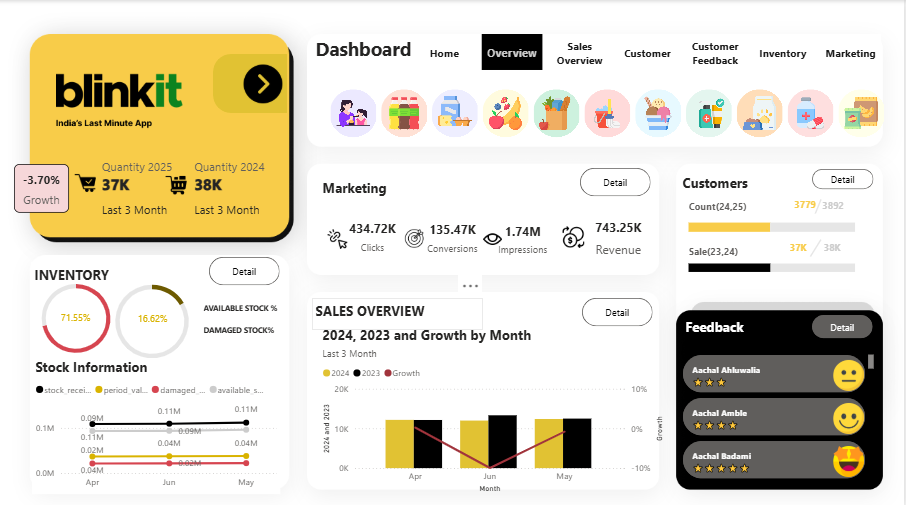 blinkit
India's Last Minute App
Quantity 2025
37K
Last 3 Month
Quantity 2024
38K
Last 3 Month
-3.70%
Growth
Dashboard
Home
Overview
Sales
Overview
Customer
Customer
Feedback
Inventory
Marketing
Marketing
Detail
434.72K
Clicks
135.47K
Conversions
1.74M
Impressions
743.25K
Revenue
Customers
Detail
Count(24,25)
3779/3892
Sale(23,24)
37K / 38K
INVENTORY
Detail
71.55%
16.62%
AVAILABLE STOCK %
DAMAGED STOCK%
Stock Information
stock_recei... period_val... damaged_... available_s...
0.1M
0.0M
0.09M
0.11M
0.11M
0.11M
0.09M
0.02M
0.04M
0.04M
0.04M
0.02M
Apr Jun May
SALES OVERVIEW
Detail
2024, 2023 and Growth by Month
Last 3 Month
2024 2023 Growth
2024 and 2023
20K
10K
0K
10%
0%
-10%
Growth
Apr Jun May
Month
Feedback
Detail
Aachal Ahluwalia
Aachal Amble
Aachal Badami